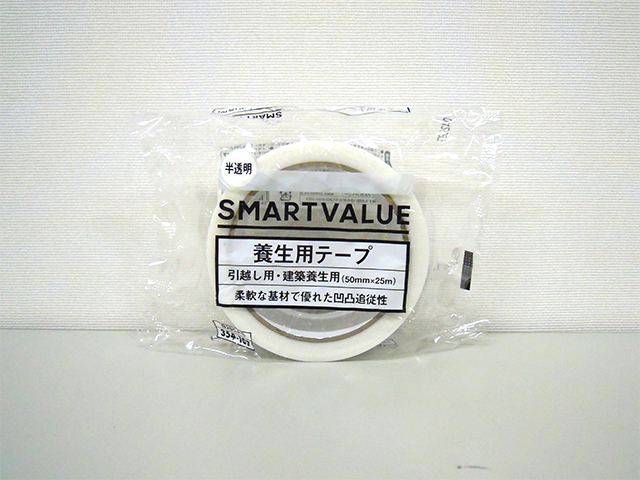 SMART
半透明
SMARTVALUE
養生用テープ
引越し用・建築養生用(50mm×25m)
柔軟な基材で優れた凹凸追従性